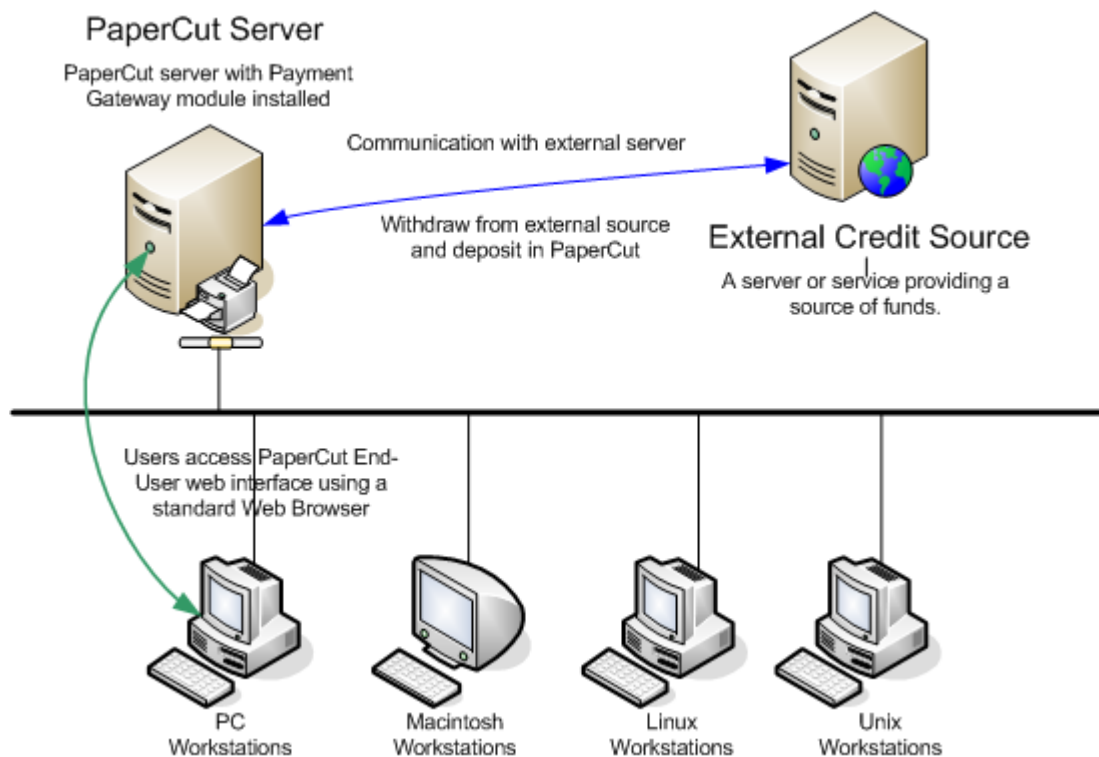 PaperCut Server
PaperCut server with Payment
Gateway module installed
Communication with external server
Withdraw from external source
and deposit in PaperCut
External Credit Source
A server or service providing a
source of funds.
Users access PaperCut End-
User web interface using a
standard Web Browser
PC
Workstations
Macintosh
Workstations
Linux
Workstations
Unix
Workstations